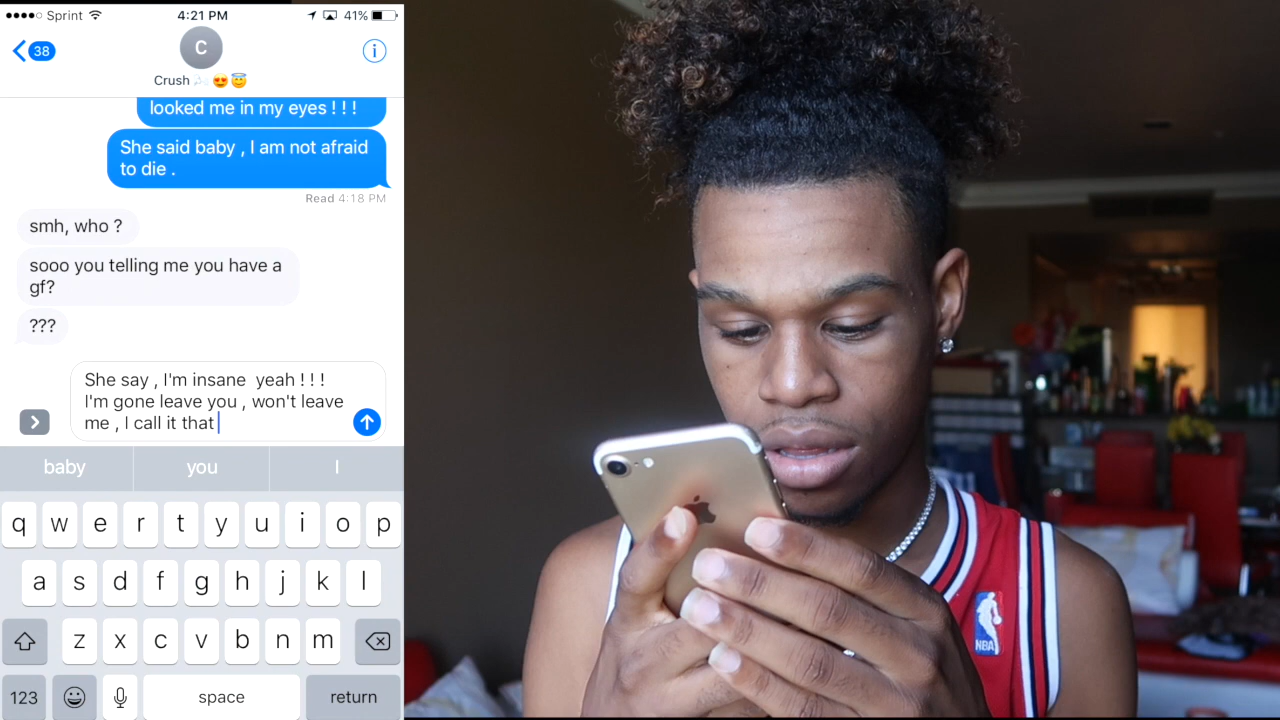 Sprint 4:21 PM 41%
38
C
Crush
looked me in my eyes ! ! !
She said baby , I am not afraid
to die .
Read 4:18 PM
smh, who ?
sooo you telling me you have a
gf?
???
She say , I'm insane  yeah ! ! !
I'm gone leave you , won't leave
me , I call it that
baby you I
q w e r t y u i o p
a s d f g h j k l
z x c v b n m
123 space return
NBA